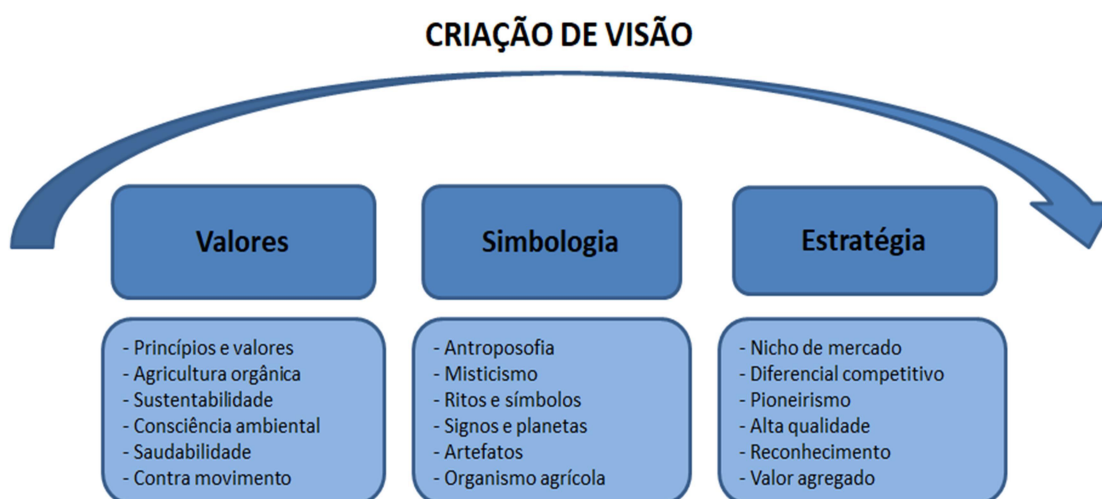 CRIAÇÃO DE VISÃO
Valores
- Princípios e valores
- Agricultura orgânica
- Sustentabilidade
- Consciência ambiental
- Saudabilidade
- Contra movimento
Simbologia
- Antroposofia
- Misticismo
- Ritos e símbolos
- Signos e planetas
- Artefatos
- Organismo agrícola
Estratégia
- Nicho de mercado
- Diferencial competitivo
- Pioneirismo
- Alta qualidade
- Reconhecimento
- Valor agregado